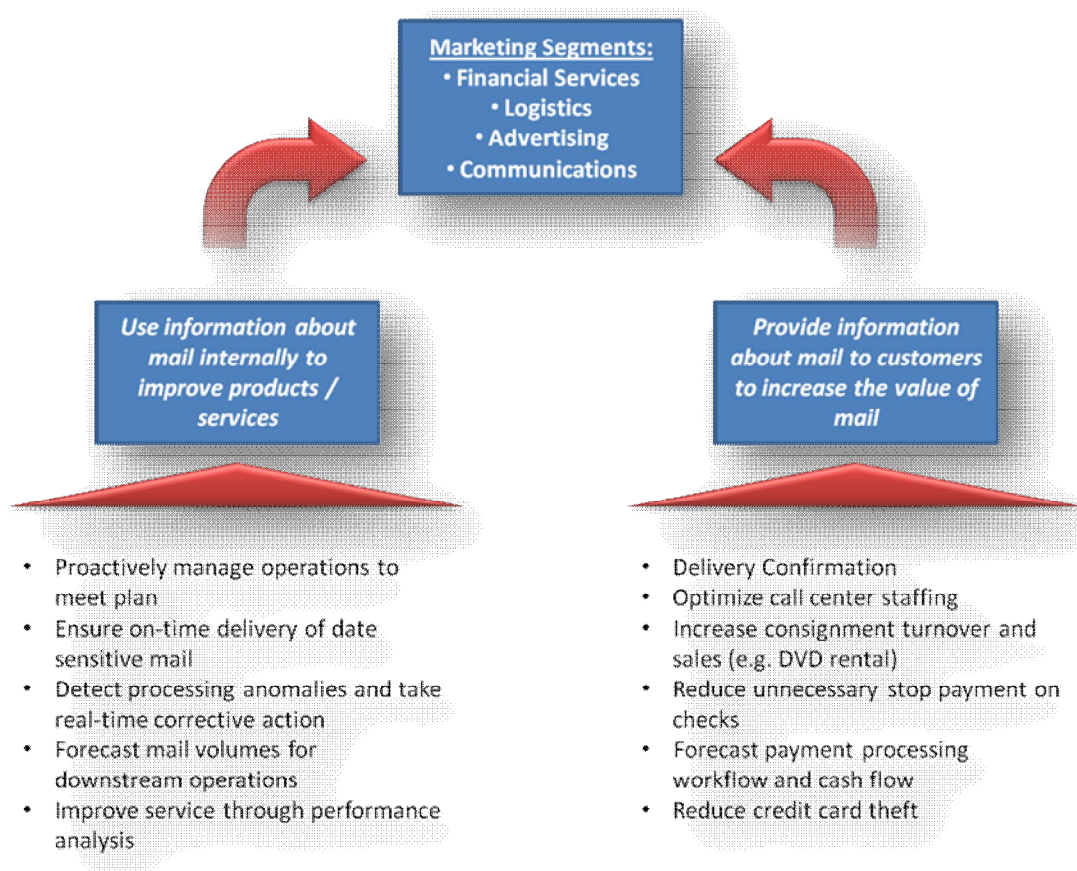 Marketing Segments:
• Financial Services
• Logistics
• Advertising
• Communications
Use information about
mail internally to
improve products /
services
Provide information
about mail to customers
to increase the value of
mail
• Proactively manage operations to
meet plan
• Ensure on-time delivery of date
sensitive mail
• Detect processing anomalies and take
real-time corrective action
• Forecast mail volumes for
downstream operations
• Improve service through performance
analysis
• Delivery Confirmation
• Optimize call center staffing
• Increase consignment turnover and
sales (e.g. DVD rental)
• Reduce unnecessary stop payment on
checks
• Forecast payment processing
workflow and cash flow
• Reduce credit card theft